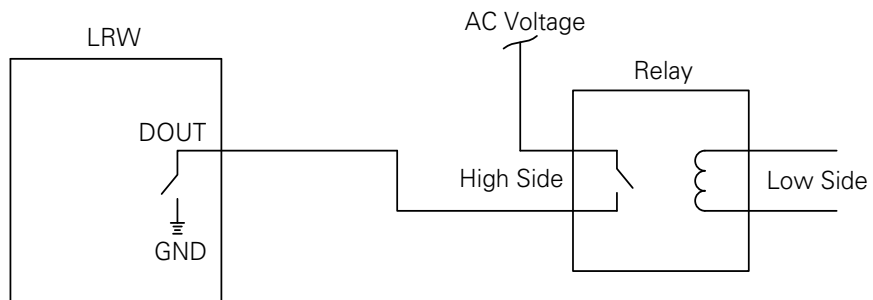 AC Voltage
LRW
Relay
DOUT
High Side
Low Side
GND